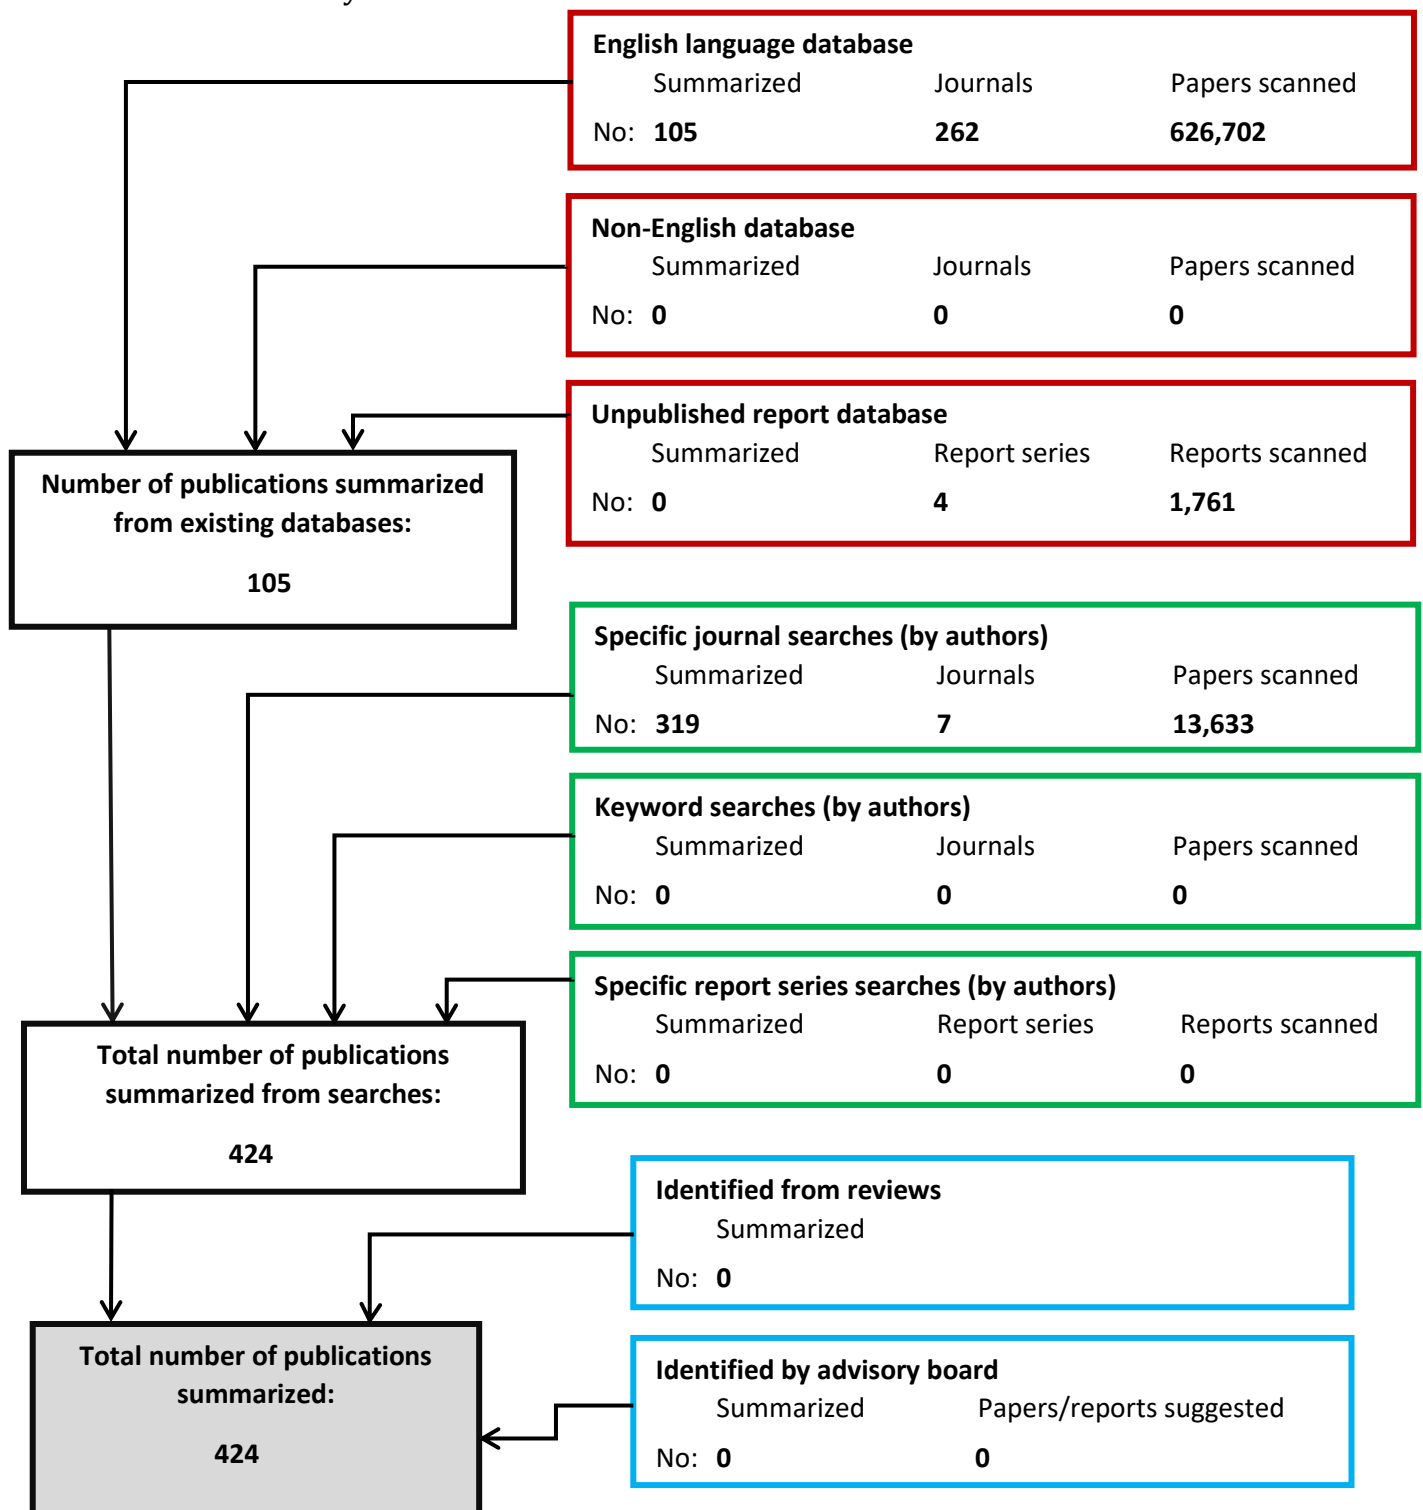 English language database
Summarized Journals Papers scanned
No: 105 262 626,702
Non-English database
Summarized Journals Papers scanned
No: 0 0 0
Unpublished report database
Summarized Report series Reports scanned
No: 0 4 1,761
Number of publications summarized
from existing databases:
105
Specific journal searches (by authors)
Summarized Journals Papers scanned
No: 319 7 13,633
Keyword searches (by authors)
Summarized Journals Papers scanned
No: 0 0 0
Specific report series searches (by authors)
Summarized Report series Reports scanned
No: 0 0 0
Total number of publications
summarized from searches:
424
Identified from reviews
Summarized
No: 0
Total number of publications
summarized:
424
Identified by advisory board
Summarized Papers/reports suggested
No: 0 0